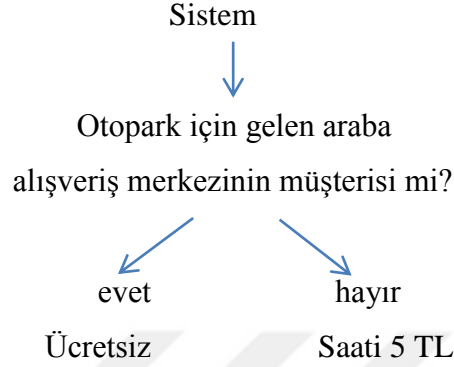 Sistem
Otopark için gelen araba
alışveriş merkezinin müşterisi mi?
evet hayır
Ücretsiz Saati 5 TL